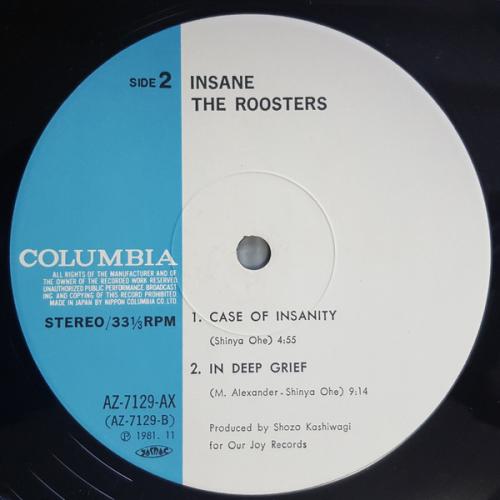 SIDE 2
INSANE
THE ROOSTERS
COLUMBIA
ALL RIGHTS OF THE MANUFACTURER AND OF
THE OWNER OF THE RECORDED WORK RESERVED
UNAUTHORIZED PUBLIC PERFORMANCE BROADCAST
ING AND COPYING OF THIS RECORD PROHIBITED
MADE IN JAPAN BY NIPPON COLUMBIA CO. LTD.
STEREO/33⅓RPM
1. CASE OF INSANITY
(Shinya Ohe) 4:55
2. IN DEEP GRIEF
(M. Alexander - Shinya Ohe) 9:14
AZ-7129-AX
(AZ-7129-B)
Ⓟ 1981. 11
Produced by Shozo Kashiwagi
for Our Joy Records